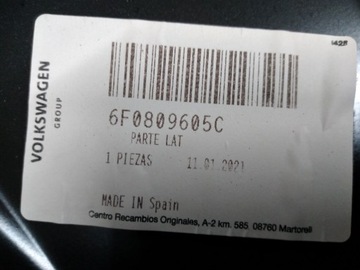 VOLKSWAGEN
GROUP
6F0809605C
PARTE LAT
1 PIEZAS 11.01.2021
MADE IN Spain
Centro Recambios Originales, A-2 km. 585 08760 Martorell